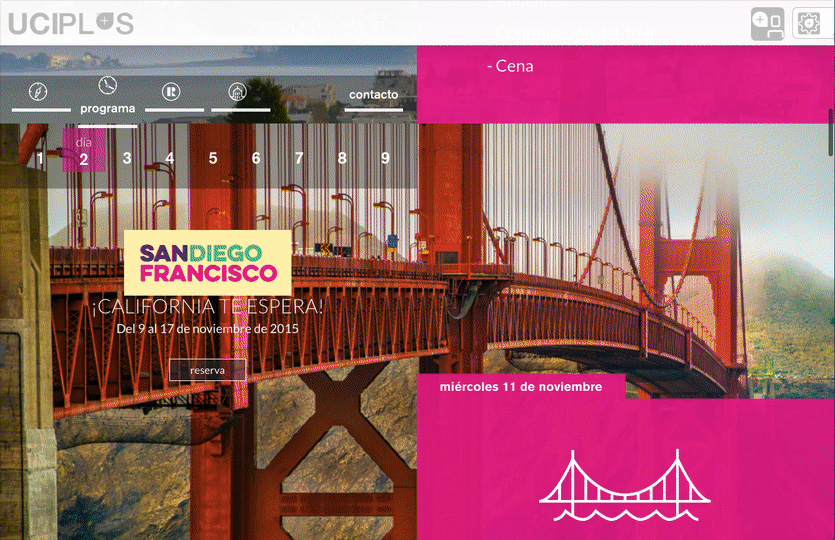 UCIPL+S
- Cena
programa
contacto
día
1 2 3 4 5 6 7 8 9
SANDIEGO
FRANCISCO
¡CALIFORNIA TE ESPERA!
Del 9 al 17 de noviembre de 2015
reserva
miércoles 11 de noviembre